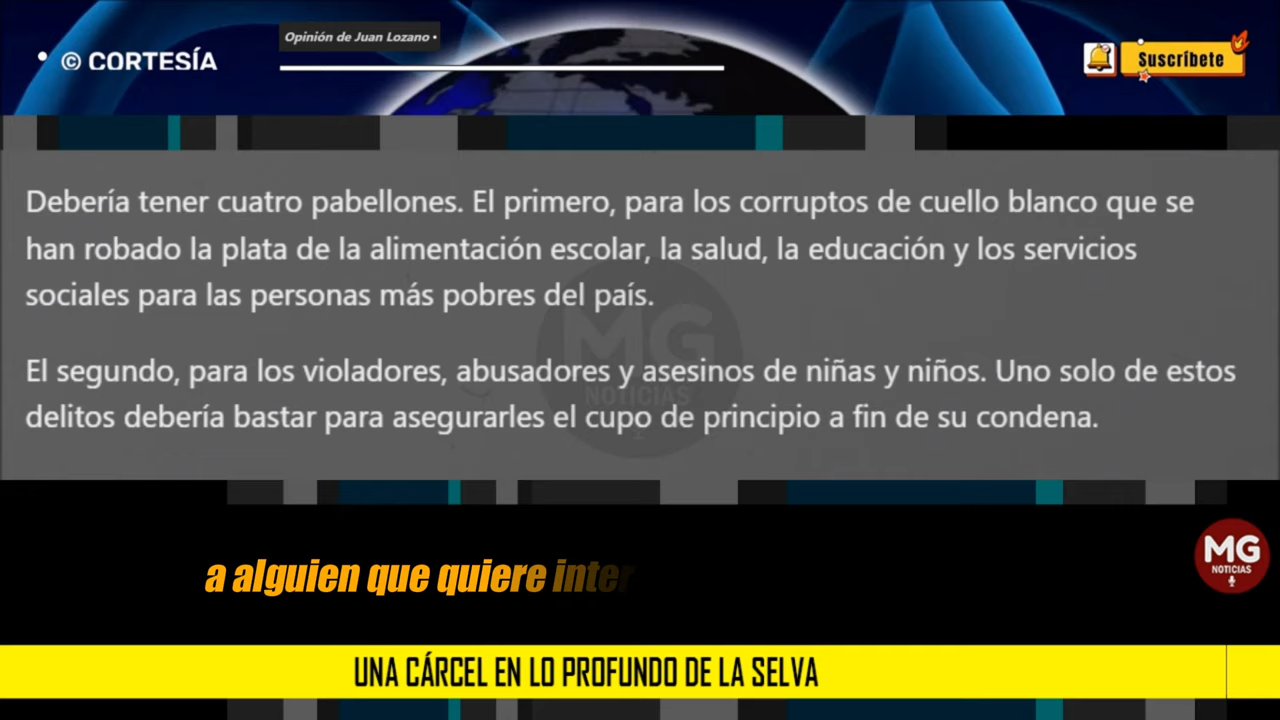 Opinión de Juan Lozano •
• © CORTESÍA
Suscríbete
Debería tener cuatro pabellones. El primero, para los corruptos de cuello blanco que se
han robado la plata de la alimentación escolar, la salud, la educación y los servicios
sociales para las personas más pobres del país.
MG
NOTICIAS
El segundo, para los violadores, abusadores y asesinos de niñas y niños. Uno solo de estos
delitos debería bastar para asegurarles el cupo de principio a fin de su condena.
a alguien que quiere inter
MG
NOTICIAS
UNA CÁRCEL EN LO PROFUNDO DE LA SELVA